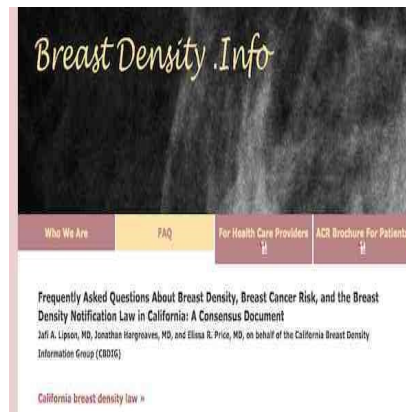 Breast Density .Info
Who We Are
FAQ
For Health Care Providers
ACR Brochure For Patients
Frequently Asked Questions About Breast Density, Breast Cancer Risk, and the Breast
Density Notification Law in California: A Consensus Document
Jafi A. Lipson, MD, Jonathan Hargreaves, MD, and Elissa R. Price, MD, on behalf of the California Breast Density
Information Group (CBDIG)
California breast density law »